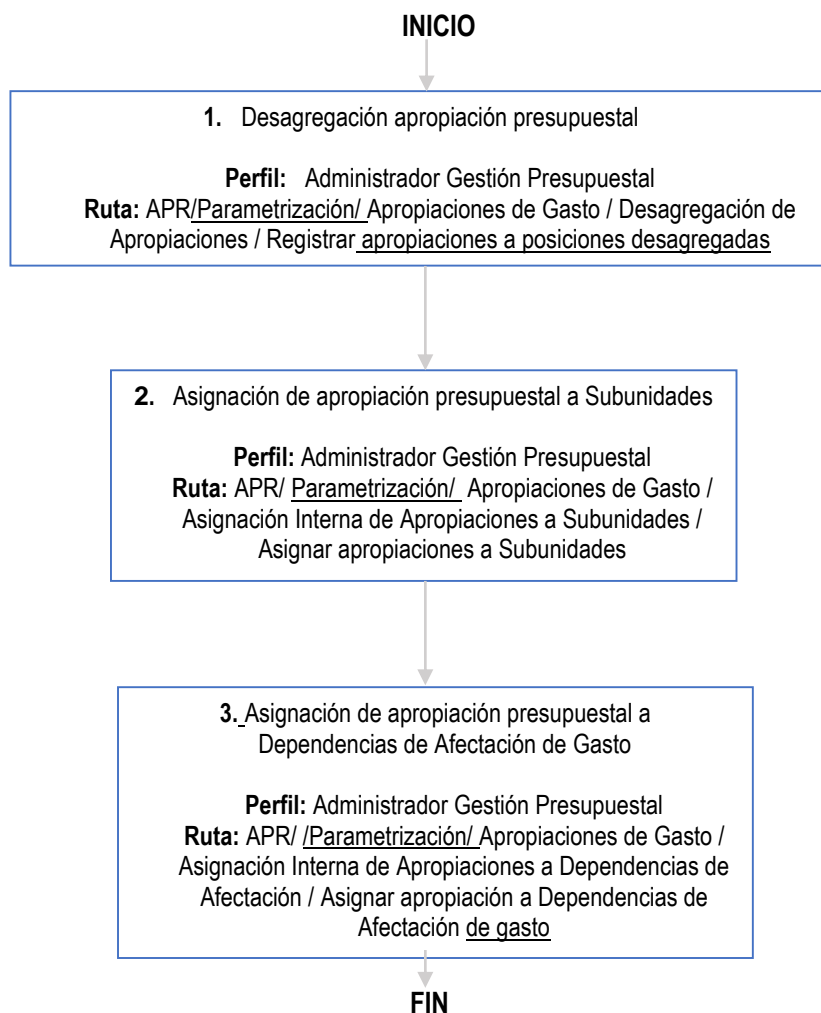 INICIO
1. Desagregación apropiación presupuestal
Perfil: Administrador Gestión Presupuestal
Ruta: APR/Parametrización/ Apropiaciones de Gasto / Desagregación de
Apropiaciones / Registrar apropiaciones a posiciones desagregadas
2. Asignación de apropiación presupuestal a Subunidades
Perfil: Administrador Gestión Presupuestal
Ruta: APR/ Parametrización/ Apropiaciones de Gasto /
Asignación Interna de Apropiaciones a Subunidades /
Asignar apropiaciones a Subunidades
3. Asignación de apropiación presupuestal a
Dependencias de Afectación de Gasto
Perfil: Administrador Gestión Presupuestal
Ruta: APR/ /Parametrización/ Apropiaciones de Gasto /
Asignación Interna de Apropiaciones a Dependencias de
Afectación / Asignar apropiación a Dependencias de
Afectación de gasto
FIN